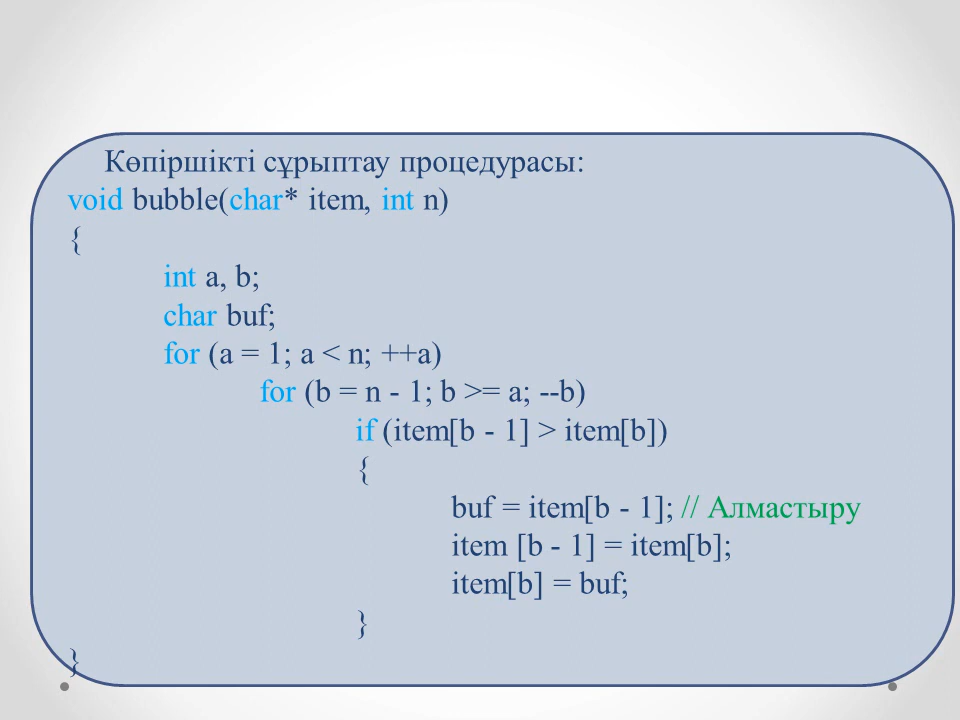 Көпіршікті сұрыптау процедурасы:
void bubble(char* item, int n)
{
int a, b;
char buf;
for (a = 1; a < n; ++a)
for (b = n - 1; b >= a; --b)
if (item[b - 1] > item[b])
{
buf = item[b - 1]; // Алмастыру
item [b - 1] = item[b];
item[b] = buf;
}
}